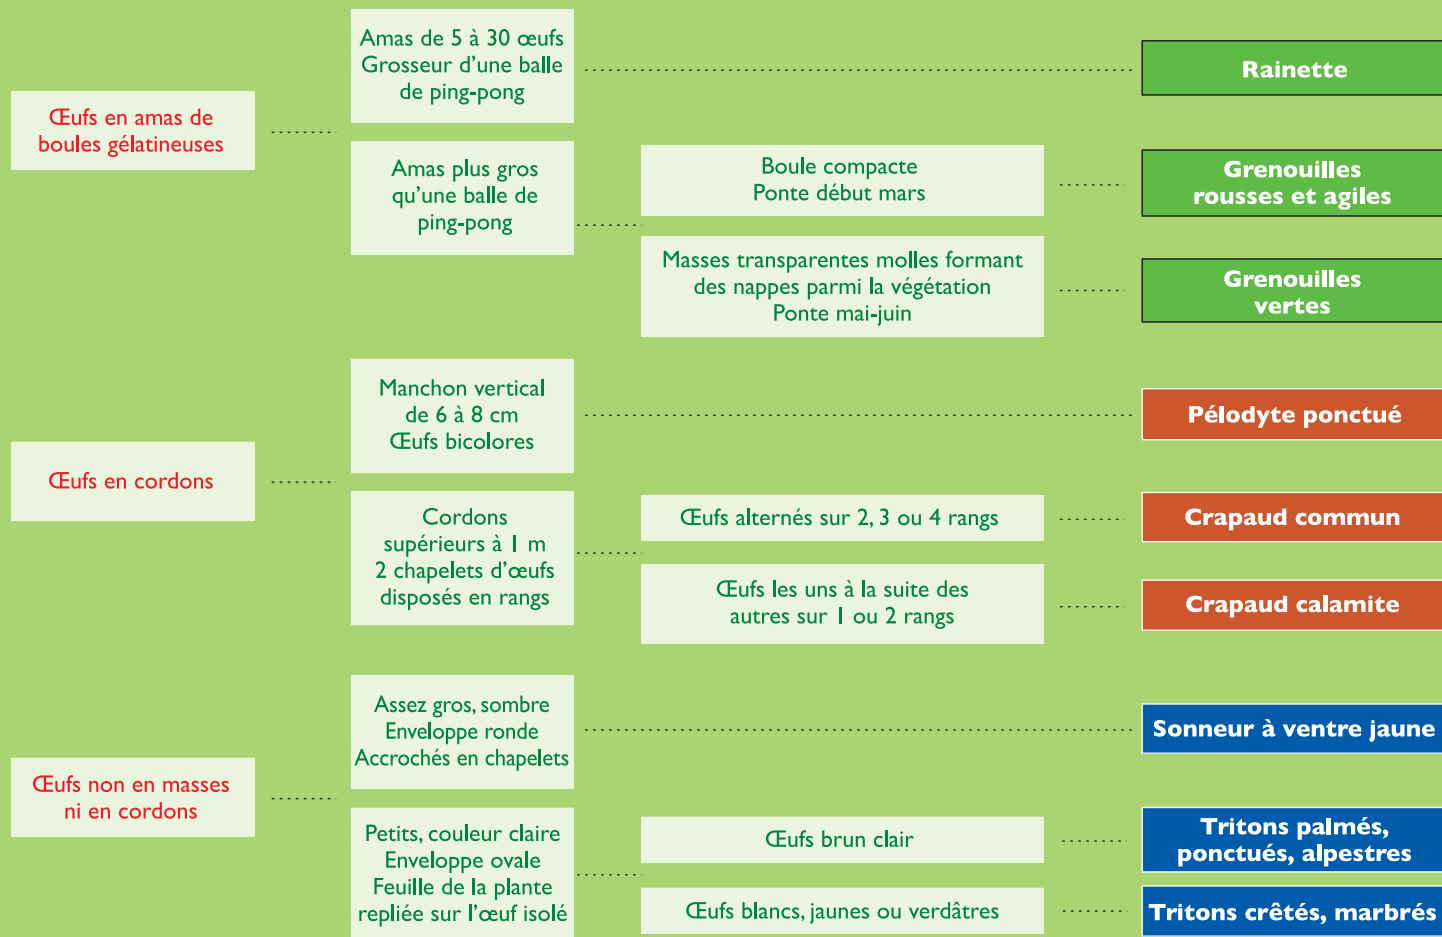 Œufs en amas de
boules gélatineuses
Amas de 5 à 30 œufs
Grosseur d'une balle
de ping-pong
Rainette
Amas plus gros
qu'une balle de
ping-pong
Boule compacte
Ponte début mars
Grenouilles
rousses et agiles
Masses transparentes molles formant
des nappes parmi la végétation
Ponte mai-juin
Grenouilles
vertes
Œufs en cordons
Manchon vertical
de 6 à 8 cm
Œufs bicolores
Pélodyte ponctué
Cordons
supérieurs à 1 m
2 chapelets d'œufs
disposés en rangs
Œufs alternés sur 2, 3 ou 4 rangs
Crapaud commun
Œufs les uns à la suite des
autres sur 1 ou 2 rangs
Crapaud calamite
Œufs non en masses
ni en cordons
Assez gros, sombre
Enveloppe ronde
Accrochés en chapelets
Sonneur à ventre jaune
Petits, couleur claire
Enveloppe ovale
Feuille de la plante
repliée sur l'œuf isolé
Œufs brun clair
Tritons palmés,
ponctués, alpestres
Œufs blancs, jaunes ou verdâtres
Tritons crêtés, marbrés